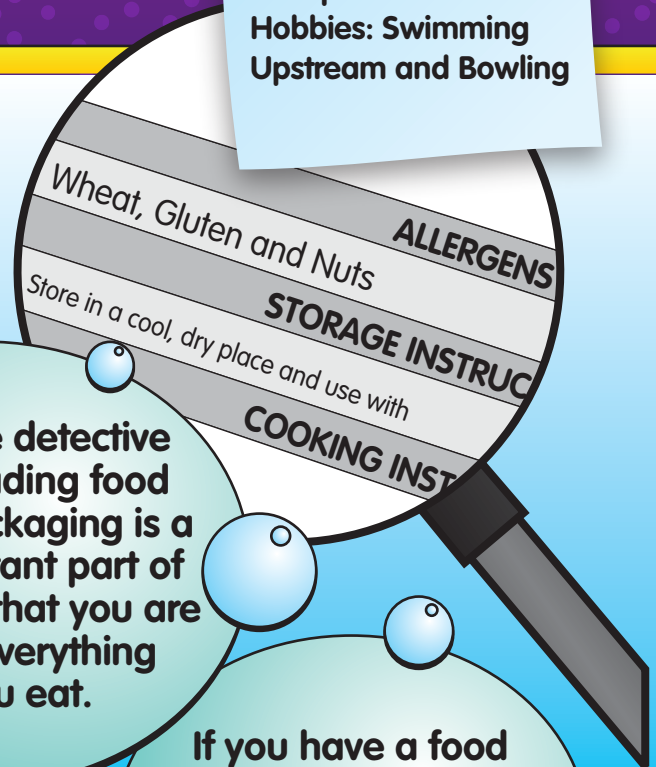 Hobbies: Swimming
Upstream and Bowling
ALLERGENS
Wheat, Gluten and Nuts
STORAGE INSTRUC
Store in a cool, dry place and use with
COOKING INST
detective
ding food
ckaging is a
ant part of
that you are
verything
u eat.
If you have a food